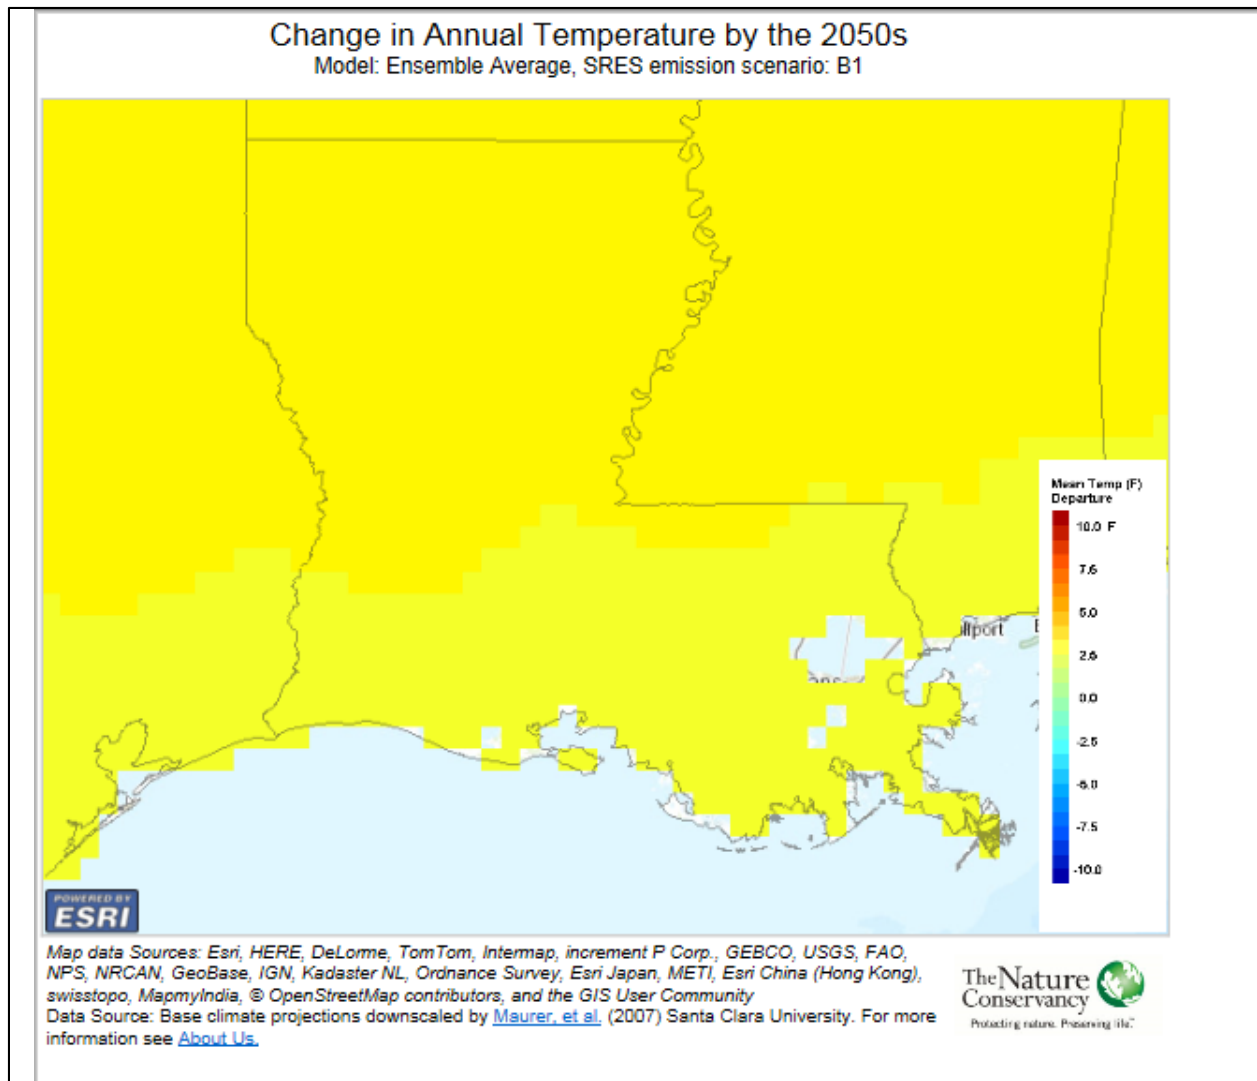 Change in Annual Temperature by the 2050s
Model: Ensemble Average, SRES emission scenario: B1
Mean Temp (F)
Departure
10.0 F
7.5
5.0
2.5
0.0
-2.5
-5.0
-7.5
-10.0
lfport
POWERED BY
ESRI
Map data Sources: Esri, HERE, DeLorme, TomTom, Intermap, increment P Corp., GEBCO, USGS, FAO,
NPS, NRCAN, GeoBase, IGN, Kadaster NL, Ordnance Survey, Esri Japan, METI, Esri China (Hong Kong),
swisstopo, MapmyIndia, © OpenStreetMap contributors, and the GIS User Community
Data Source: Base climate projections downscaled by Maurer, et al. (2007) Santa Clara University. For more
information see About Us.
The Nature
Conservancy
Protecting nature. Preserving life.™